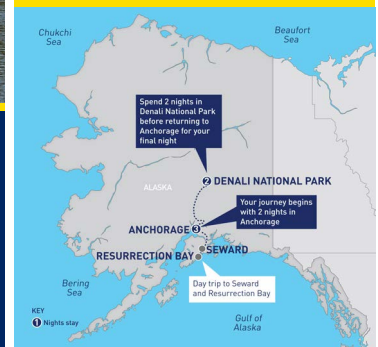 Chukchi
Sea
Beaufort
Sea
Spend 2 nights in
Denali National Park
before returning to
Anchorage for your
final night
ALASKA
2 DENALI NATIONAL PARK
Your journey begins
with 2 nights in
Anchorage
ANCHORAGE 3
SEWARD
RESURRECTION BAY
Day trip to Seward
and Resurrection Bay
Bering
Sea
Gulf of
Alaska
KEY
1 Nights stay